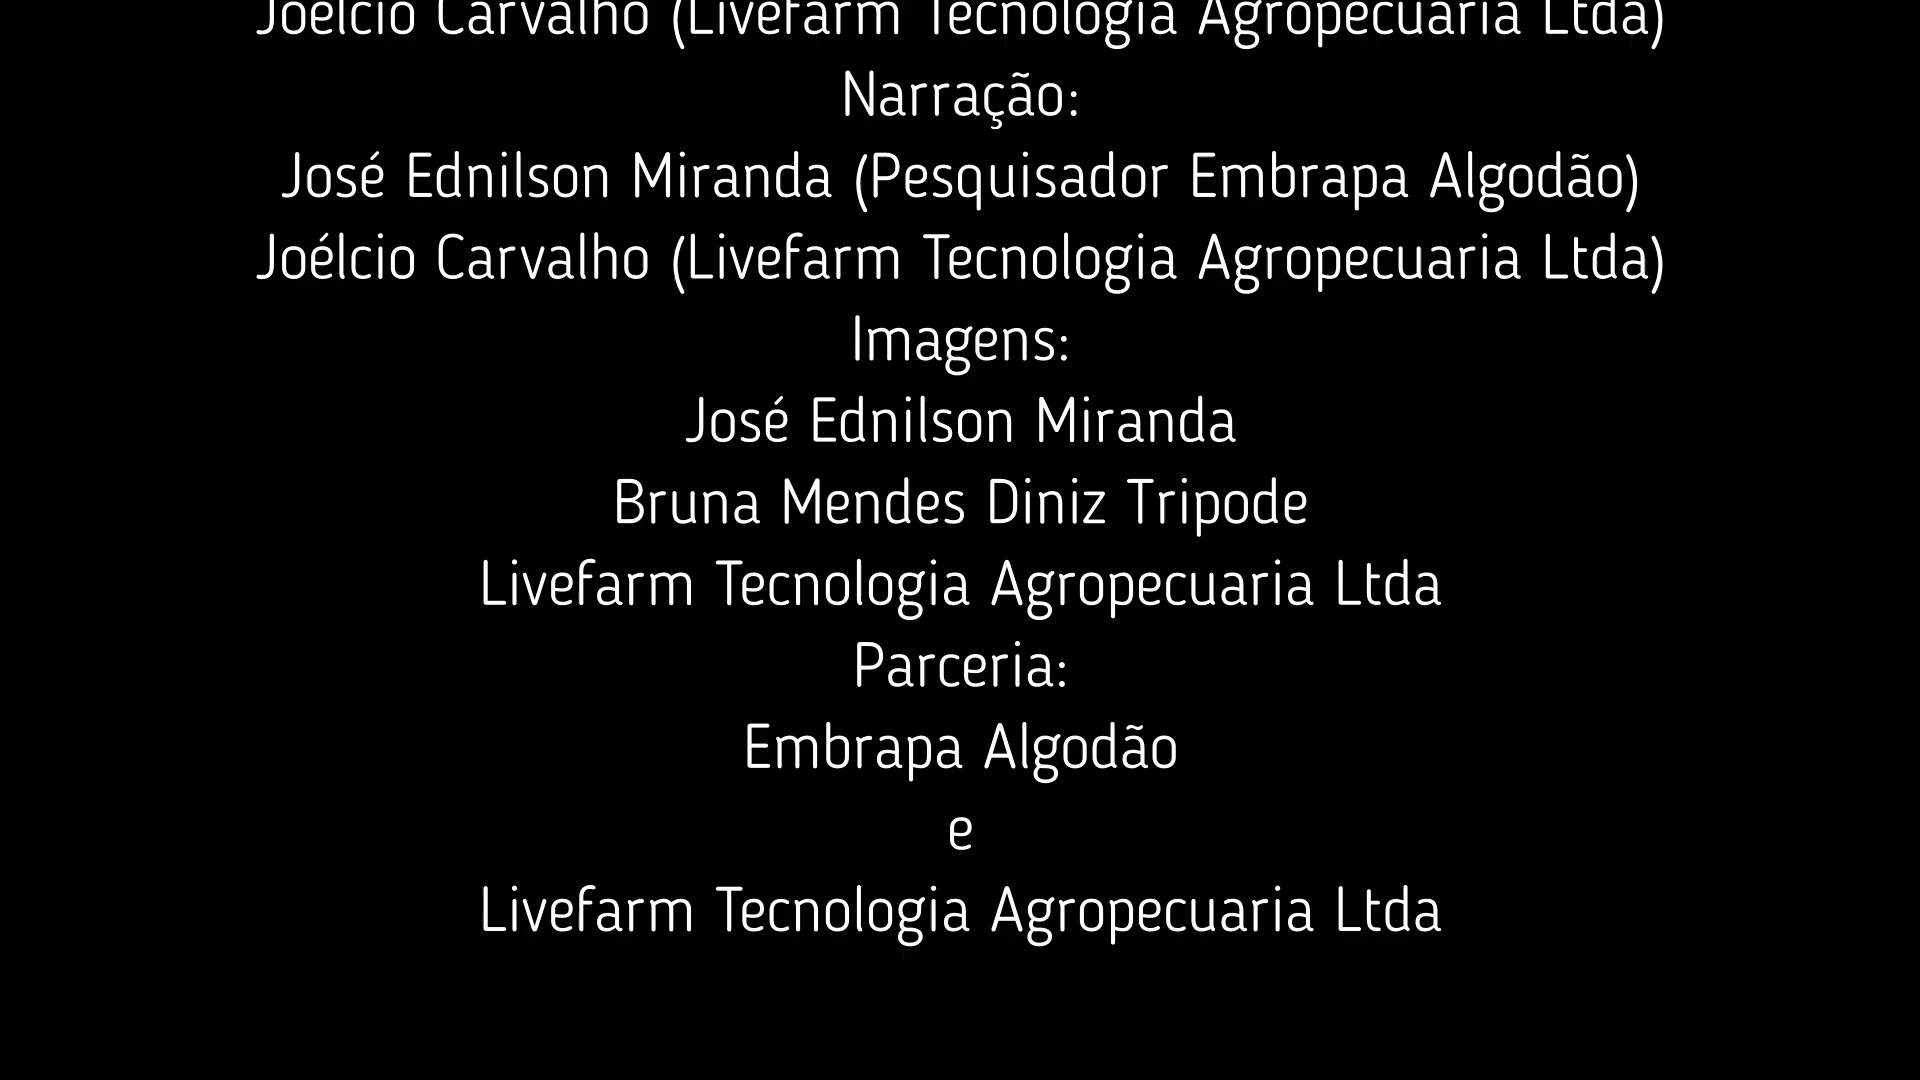 Joélcio Carvalho (Livefarm Tecnologia Agropecuaria Ltda)
Narração:
José Ednilson Miranda (Pesquisador Embrapa Algodão)
Joélcio Carvalho (Livefarm Tecnologia Agropecuaria Ltda)
Imagens:
José Ednilson Miranda
Bruna Mendes Diniz Tripode
Livefarm Tecnologia Agropecuaria Ltda
Parceria:
Embrapa Algodão
e
Livefarm Tecnologia Agropecuaria Ltda